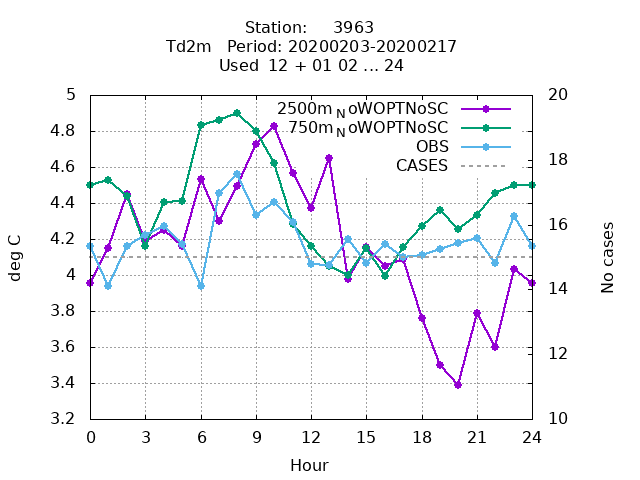 Station: 3963
Td2m Period: 20200203-20200217
Used 12 + 01 02 ... 24
2500m NoWOPTNoSC
750m NoWOPTNoSC
OBS
CASES
5
4.8
4.6
4.4
4.2
4
3.8
3.6
3.4
3.2
deg C
20
18
16
14
12
10
No cases
0 3 6 9 12 15 18 21 24
Hour